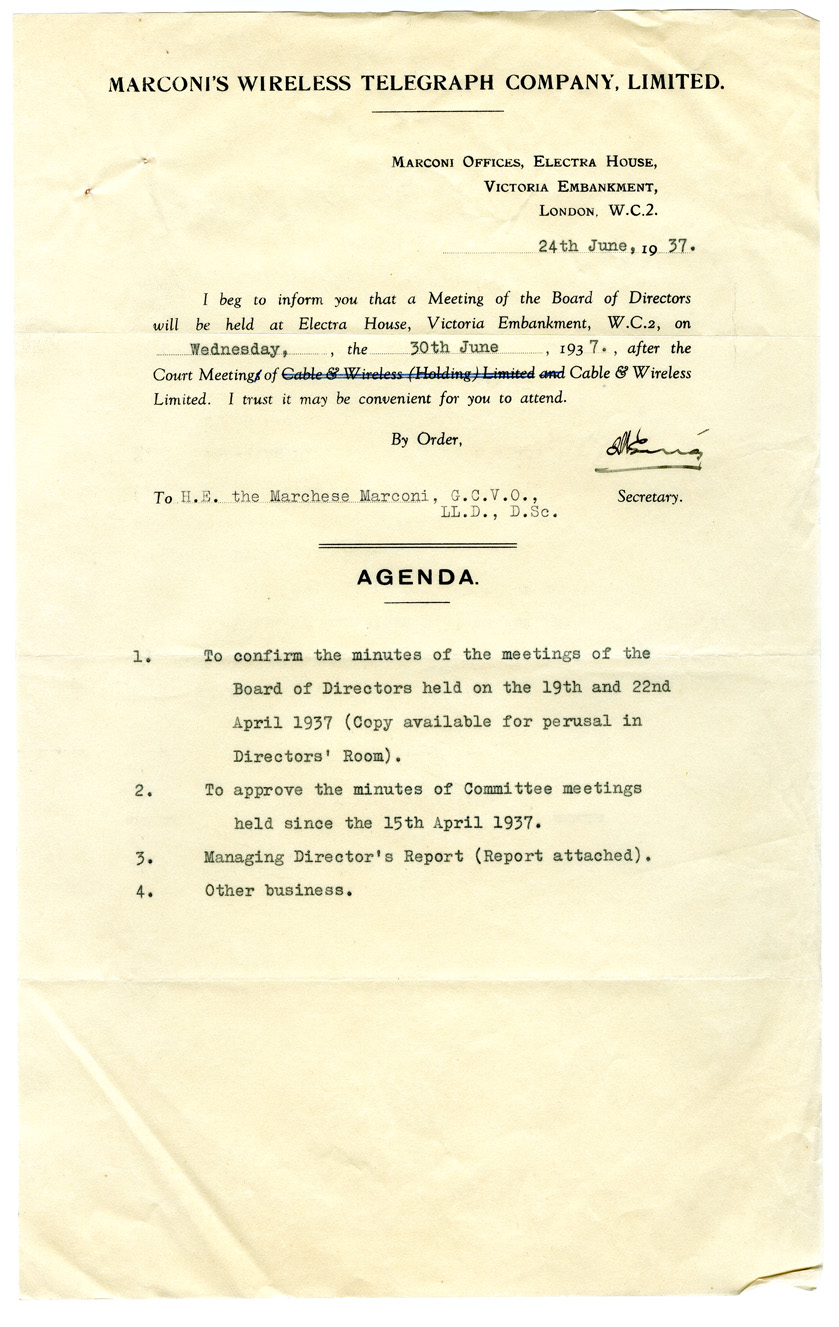 MARCONI'S WIRELESS TELEGRAPH COMPANY, LIMITED.
MARCONI OFFICES, ELECTRA HOUSE,
VICTORIA EMBANKMENT,
LONDON, W.C.2.
24th June, 19 37.
I beg to inform you that a Meeting of the Board of Directors
will be held at Electra House, Victoria Embankment, W.C.2, on
Wednesday, , the 30th June , 193 7. , after the
Court Meetings of Cable & Wireless (Holding) Limited and Cable & Wireless
Limited. I trust it may be convenient for you to attend.
By Order,
To H.E. the Marchese Marconi, G.C.V.O., Secretary.
LL.D., D.Sc.
AGENDA.
1. To confirm the minutes of the meetings of the
Board of Directors held on the 19th and 22nd
April 1937 (Copy available for perusal in
Directors' Room).
2. To approve the minutes of Committee meetings
held since the 15th April 1937.
3. Managing Director's Report (Report attached).
4. Other business.